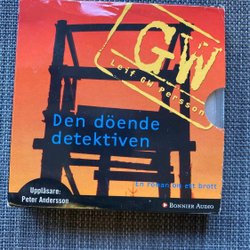 GW
Leif GW Persson
Den döende
detektiven
En roman om ett brott
Uppläsare:
Peter Andersson
BONNIER AUDIO